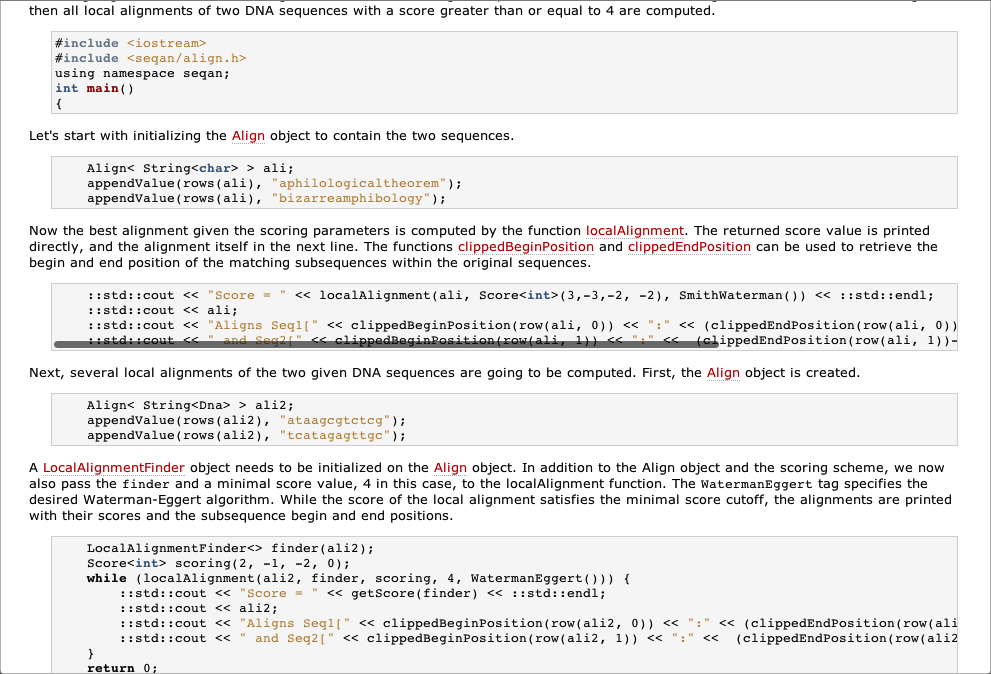 then all local alignments of two DNA sequences with a score greater than or equal to 4 are computed.
#include <iostream>
#include <seqan/align.h>
using namespace seqan;
int main()
{
Let's start with initializing the Align object to contain the two sequences.
Align< String<char> > ali;
appendValue(rows(ali), "aphilologicaltheorem");
appendValue(rows(ali), "bizarreamphibology");
Now the best alignment given the scoring parameters is computed by the function localAlignment. The returned score value is printed
directly, and the alignment itself in the next line. The functions clippedBeginPosition and clippedEndPosition can be used to retrieve the
begin and end position of the matching subsequences within the original sequences.
::std::cout << "Score = " << localAlignment(ali, Score<int>(3,-3,-2, -2), SmithWaterman()) << ::std::endl;
::std::cout << ali;
::std::cout << "Aligns Seq1[" << clippedBeginPosition(row(ali, 0)) << ":" << (clippedEndPosition(row(ali, 0))
::std::cout << " and Seq2[" << clippedBeginPosition(row(ali, 1)) << ":" <<  (clippedEndPosition(row(ali, 1))-
Next, several local alignments of the two given DNA sequences are going to be computed. First, the Align object is created.
Align< String<Dna> > ali2;
appendValue(rows(ali2), "ataagcgtctcg");
appendValue(rows(ali2), "tcatagagttgc");
A LocalAlignmentFinder object needs to be initialized on the Align object. In addition to the Align object and the scoring scheme, we now
also pass the finder and a minimal score value, 4 in this case, to the localAlignment function. The WatermanEggert tag specifies the
desired Waterman-Eggert algorithm. While the score of the local alignment satisfies the minimal score cutoff, the alignments are printed
with their scores and the subsequence begin and end positions.
LocalAlignmentFinder<> finder(ali2);
Score<int> scoring(2, -1, -2, 0);
while (localAlignment(ali2, finder, scoring, 4, WatermanEggert())) {
::std::cout << "Score = " << getScore(finder) << ::std::endl;
::std::cout << ali2;
::std::cout << "Aligns Seq1[" << clippedBeginPosition(row(ali2, 0)) << ":" << (clippedEndPosition(row(ali
::std::cout << " and Seq2[" << clippedBeginPosition(row(ali2, 1)) << ":" <<  (clippedEndPosition(row(ali2
}
return 0;